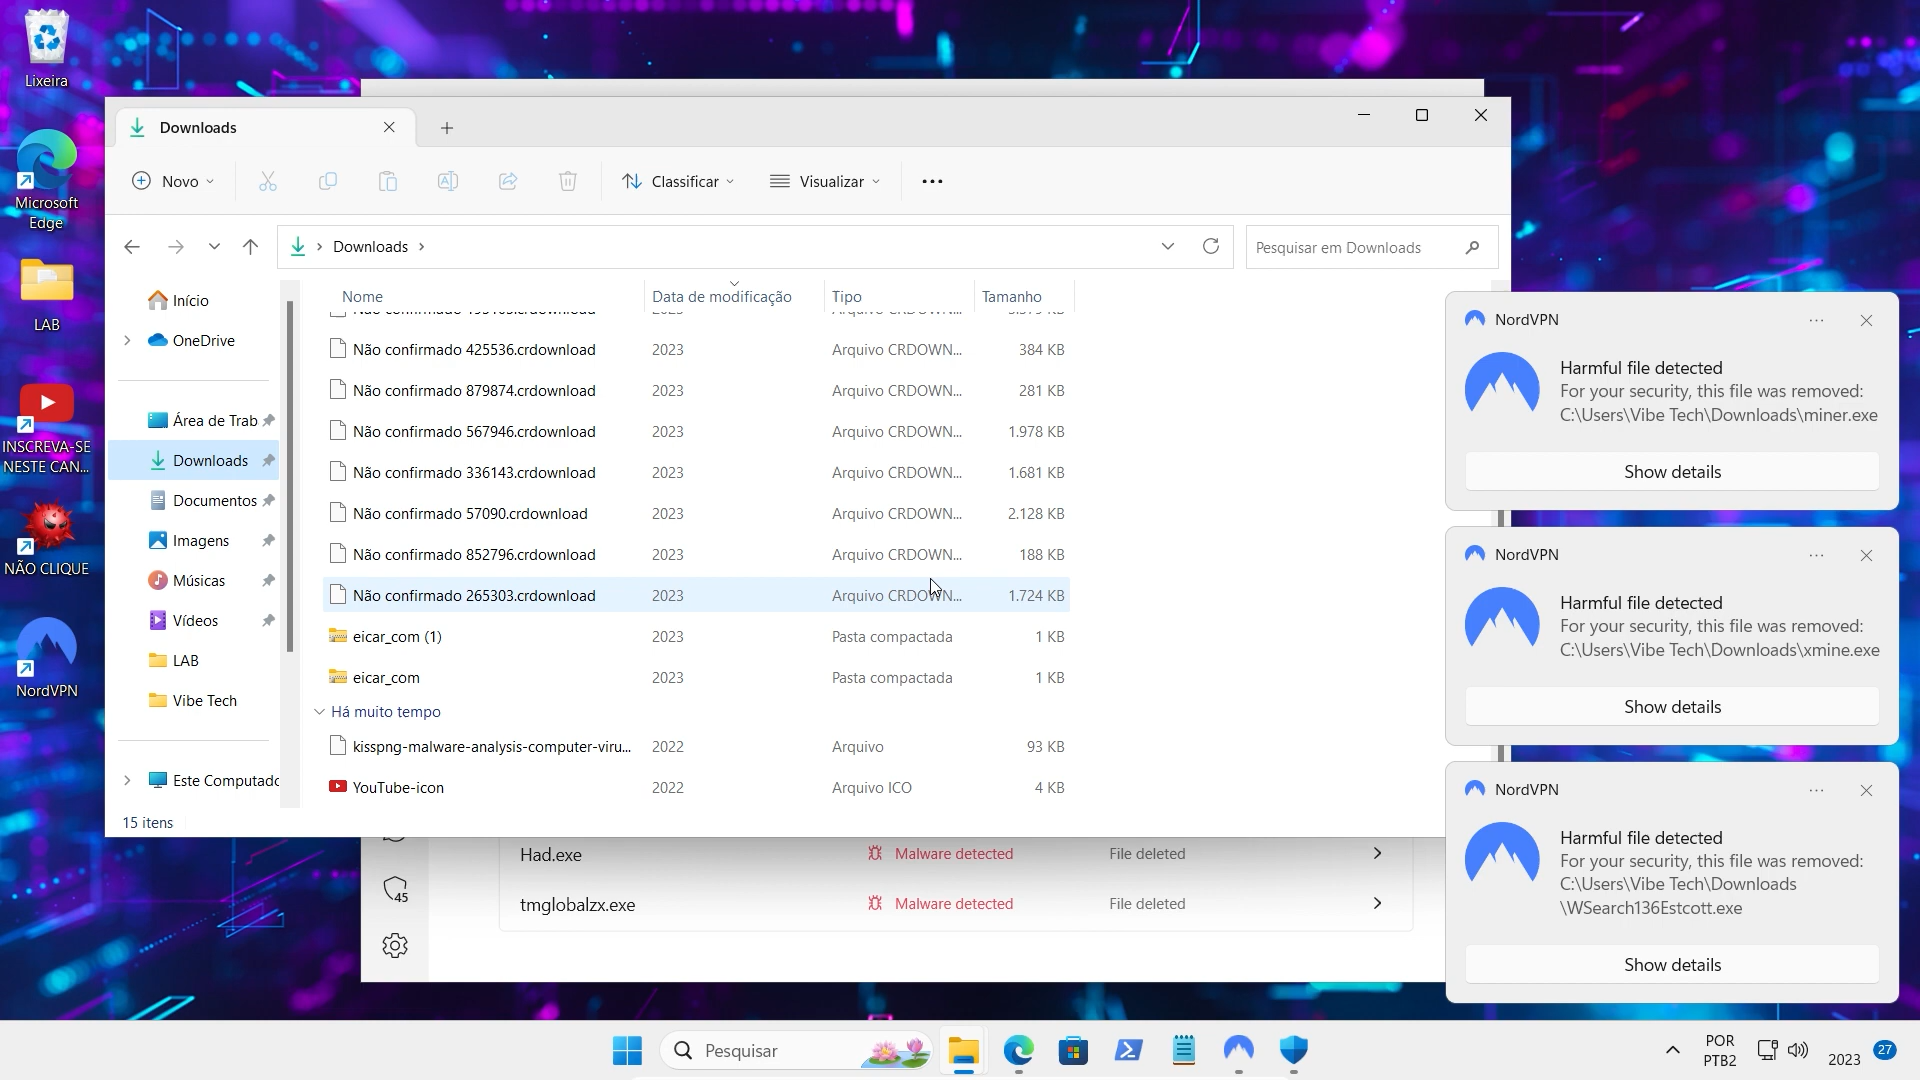 Lixeira
Microsoft
Edge
LAB
INSCREVA-SE
NESTE CAN...
NÃO CLIQUE
NordVPN
Downloads
Novo
Classificar
Visualizar
Downloads
Pesquisar em Downloads
Início
OneDrive
Área de Trab
Downloads
Documentos
Imagens
Músicas
Vídeos
LAB
Vibe Tech
Este Computado
Nome Data de modificação Tipo Tamanho
Não confirmado 425536.crdownload 2023 Arquivo CRDOWN... 384 KB
Não confirmado 879874.crdownload 2023 Arquivo CRDOWN... 281 KB
Não confirmado 567946.crdownload 2023 Arquivo CRDOWN... 1.978 KB
Não confirmado 336143.crdownload 2023 Arquivo CRDOWN... 1.681 KB
Não confirmado 57090.crdownload 2023 Arquivo CRDOWN... 2.128 KB
Não confirmado 852796.crdownload 2023 Arquivo CRDOWN... 188 KB
Não confirmado 265303.crdownload 2023 Arquivo CRDOWN... 1.724 KB
eicar_com (1) 2023 Pasta compactada 1 KB
eicar_com 2023 Pasta compactada 1 KB
Há muito tempo
kisspng-malware-analysis-computer-viru... 2022 Arquivo 93 KB
YouTube-icon 2022 Arquivo ICO 4 KB
15 itens
Had.exe Malware detected File deleted
45
tmglobalzx.exe Malware detected File deleted
NordVPN
Harmful file detected
For your security, this file was removed:
C:\Users\Vibe Tech\Downloads\miner.exe
Show details
NordVPN
Harmful file detected
For your security, this file was removed:
C:\Users\Vibe Tech\Downloads\xmine.exe
Show details
NordVPN
Harmful file detected
For your security, this file was removed:
C:\Users\Vibe Tech\Downloads
\WSearch136Estcott.exe
Show details
Pesquisar
POR
PTB2
2023
27